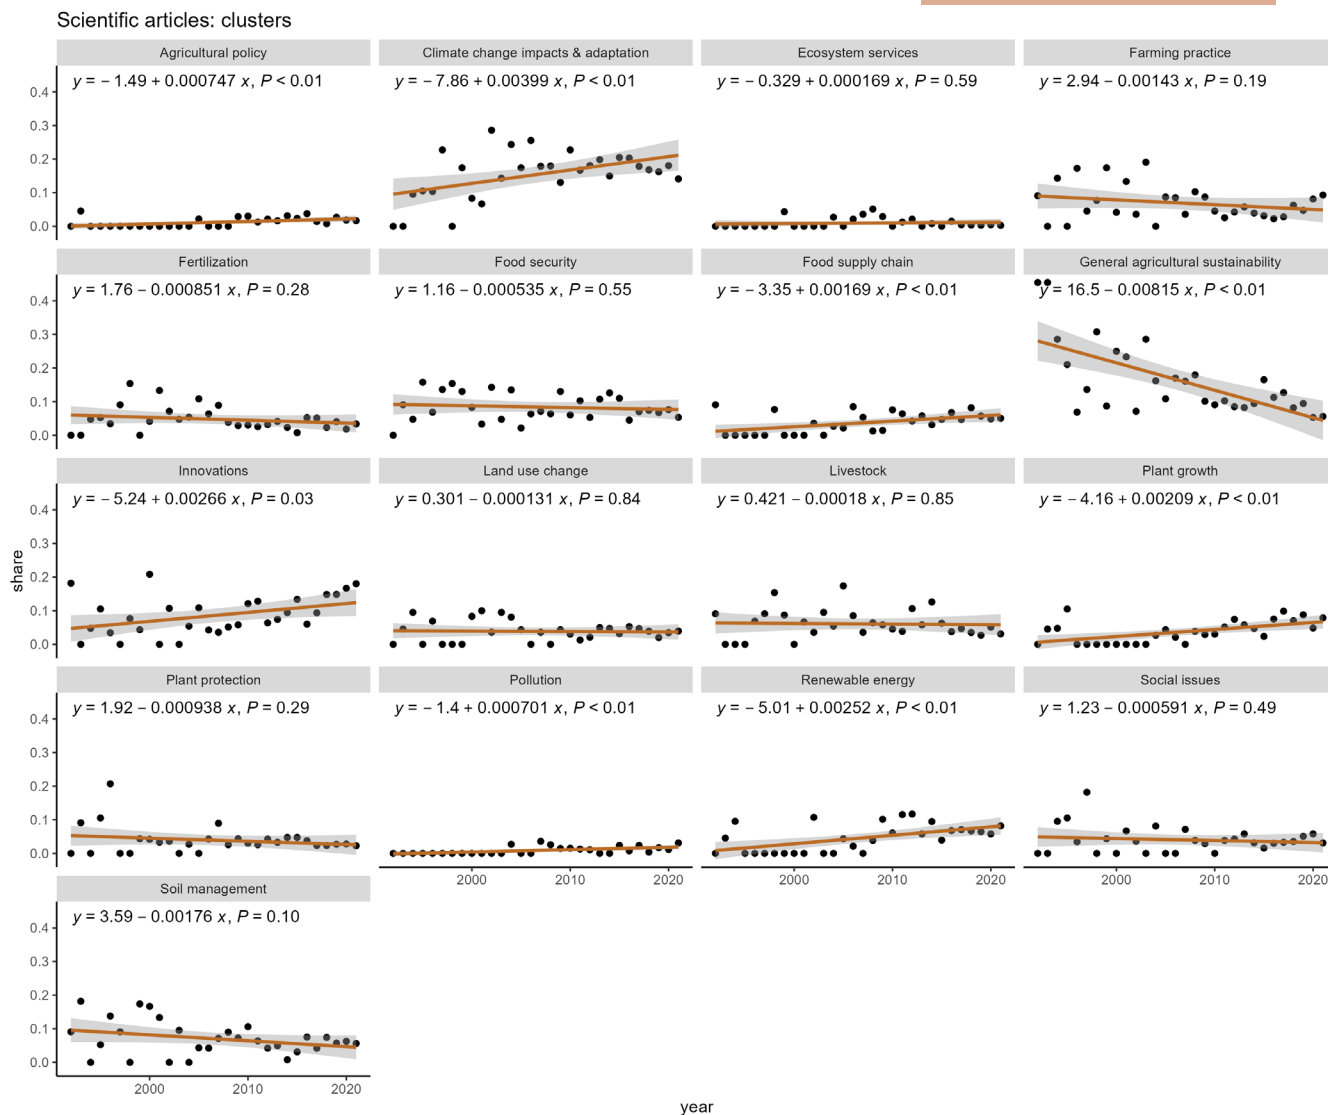 Scientific articles: clusters
Agricultural policy
Climate change impacts & adaptation
Ecosystem services
Farming practice
y = − 1.49 + 0.000747 x, P < 0.01
y = − 7.86 + 0.00399 x, P < 0.01
y = − 0.329 + 0.000169 x, P = 0.59
y = 2.94 − 0.00143 x, P = 0.19
0.4
0.3
0.2
0.1
0.0
Fertilization
Food security
Food supply chain
General agricultural sustainability
y = 1.76 − 0.000851 x, P = 0.28
y = 1.16 − 0.000535 x, P = 0.55
y = − 3.35 + 0.00169 x, P < 0.01
y = 16.5 − 0.00815 x, P < 0.01
0.4
0.3
0.2
0.1
0.0
Innovations
Land use change
Livestock
Plant growth
y = − 5.24 + 0.00266 x, P = 0.03
y = 0.301 − 0.000131 x, P = 0.84
y = 0.421 − 0.00018 x, P = 0.85
y = − 4.16 + 0.00209 x, P < 0.01
0.4
0.3
0.2
0.1
0.0
share
Plant protection
Pollution
Renewable energy
Social issues
y = 1.92 − 0.000938 x, P = 0.29
y = − 1.4 + 0.000701 x, P < 0.01
y = − 5.01 + 0.00252 x, P < 0.01
y = 1.23 − 0.000591 x, P = 0.49
0.4
0.3
0.2
0.1
0.0
2000 2010 2020
2000 2010 2020
2000 2010 2020
Soil management
y = 3.59 − 0.00176 x, P = 0.10
0.4
0.3
0.2
0.1
0.0
2000 2010 2020
year